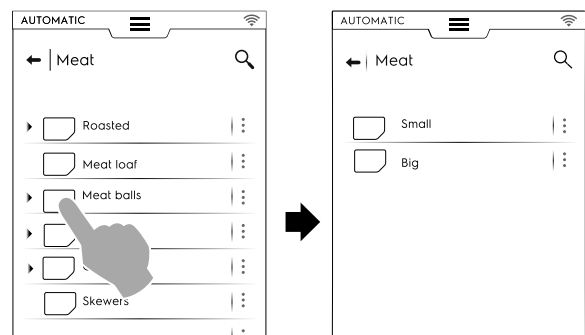 AUTOMATIC
Meat
Roasted
Meat loaf
Meat balls
Skewers
AUTOMATIC
Meat
Small
Big